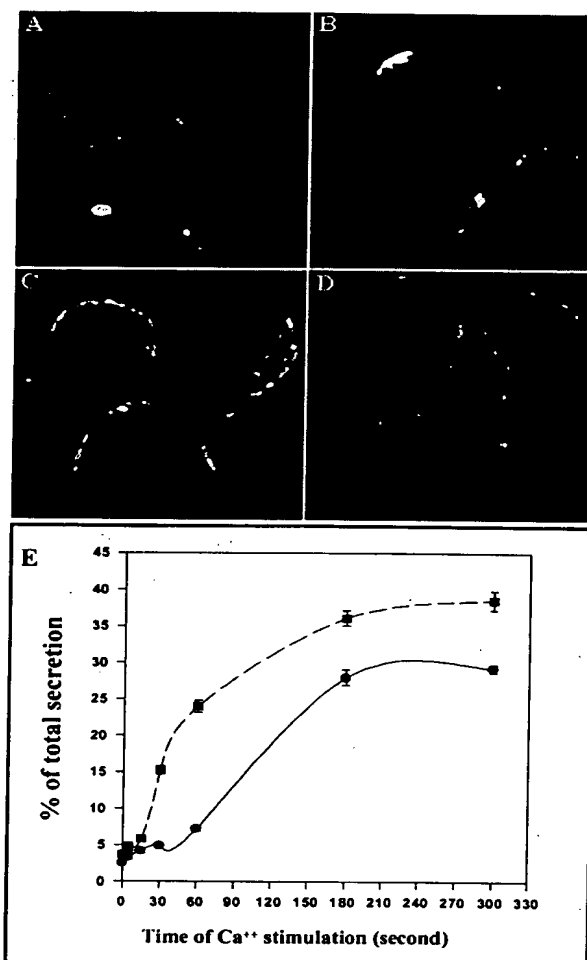 A
B
C
D
E
45
40
35
30
25
20
15
10
5
0
% of total secretion
0 30 60 90 120 150 180 210 240 270 300 330
Time of Ca⁺⁺ stimulation (second)